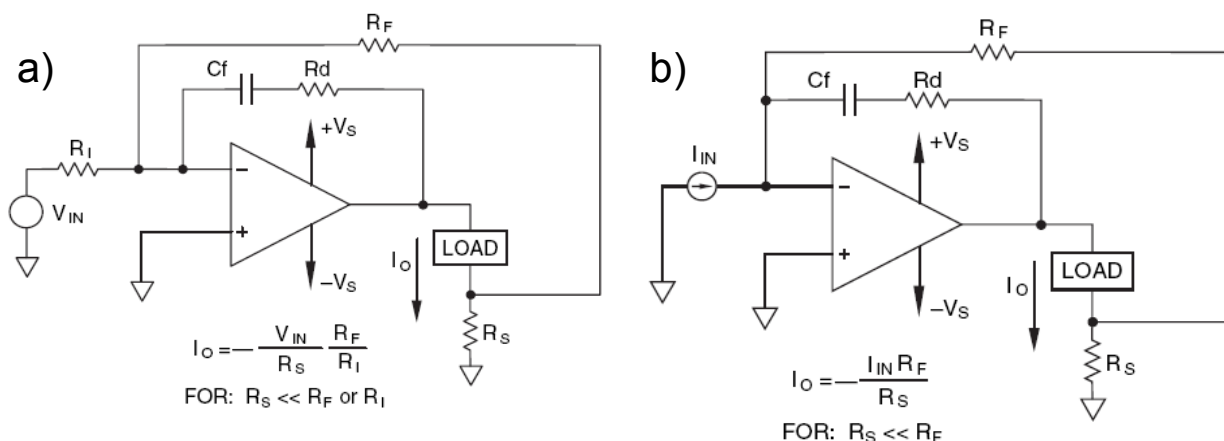 a)
R_F
Cf Rd
+V_S
R_I
−
V_IN
+
LOAD
I_O
−V_S
R_S
I_O = − V_IN/R_S R_F/R_I
FOR: R_S << R_F or R_I
b)
R_F
Cf Rd
+V_S
I_IN
−
+
LOAD
I_O
−V_S
R_S
I_O = − I_IN R_F/R_S
FOR: R_S << R_F